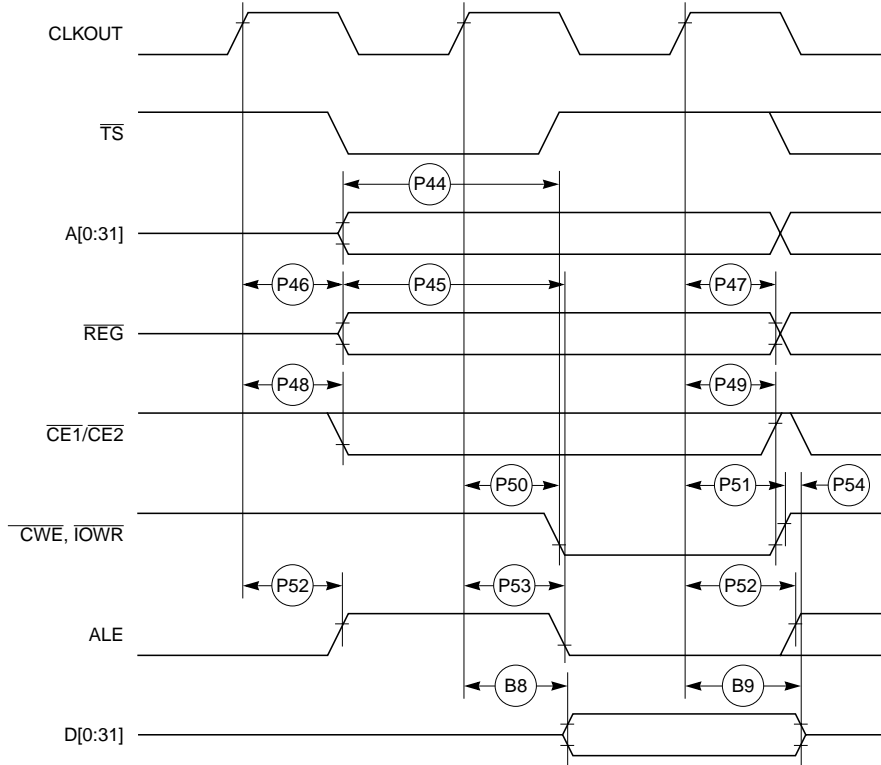 CLKOUT
TS
P44
A[0:31]
P46 P45 P47
REG
P48 P49
CE1/CE2
P50 P51 P54
CWE, IOWR
P52 P53 P52
ALE
B8 B9
D[0:31]